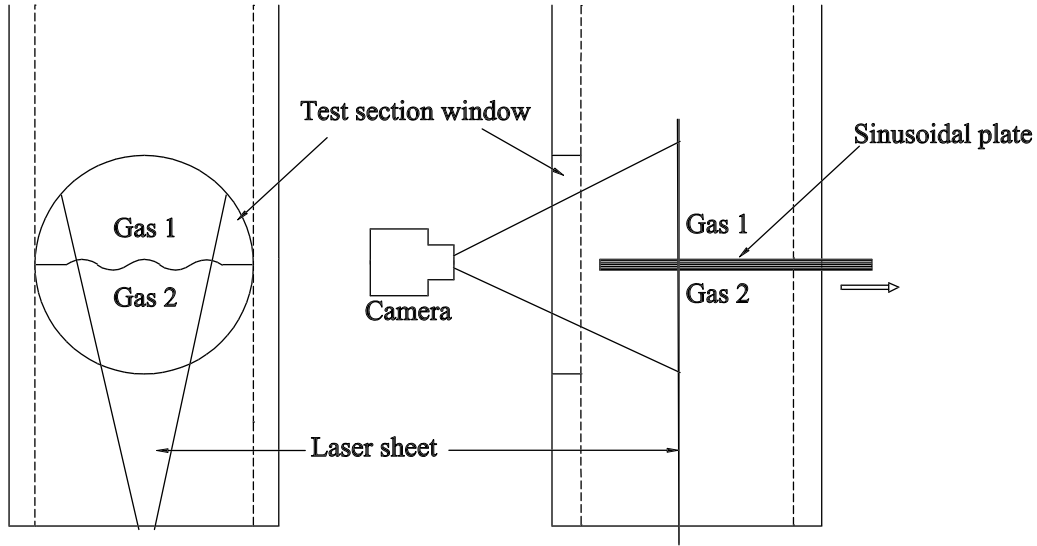 Test section window
Sinusoidal plate
Gas 1
Gas 2
Gas 1
Gas 2
Camera
Laser sheet